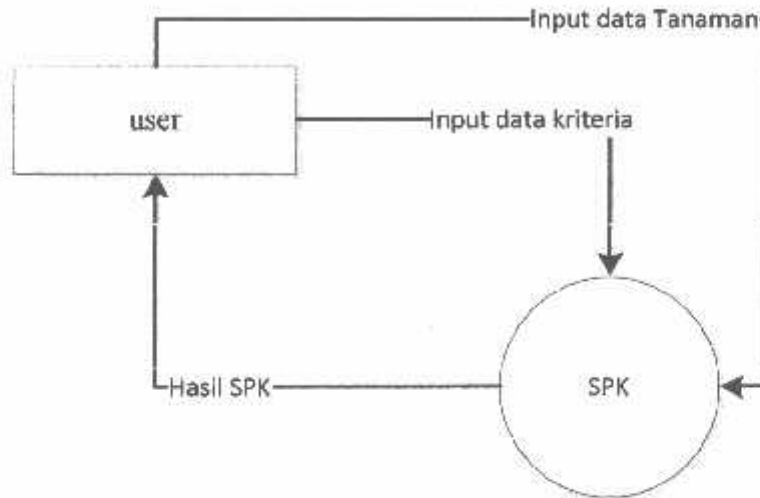 Input data Tanaman
user
Input data kriteria
Hasil SPK
SPK